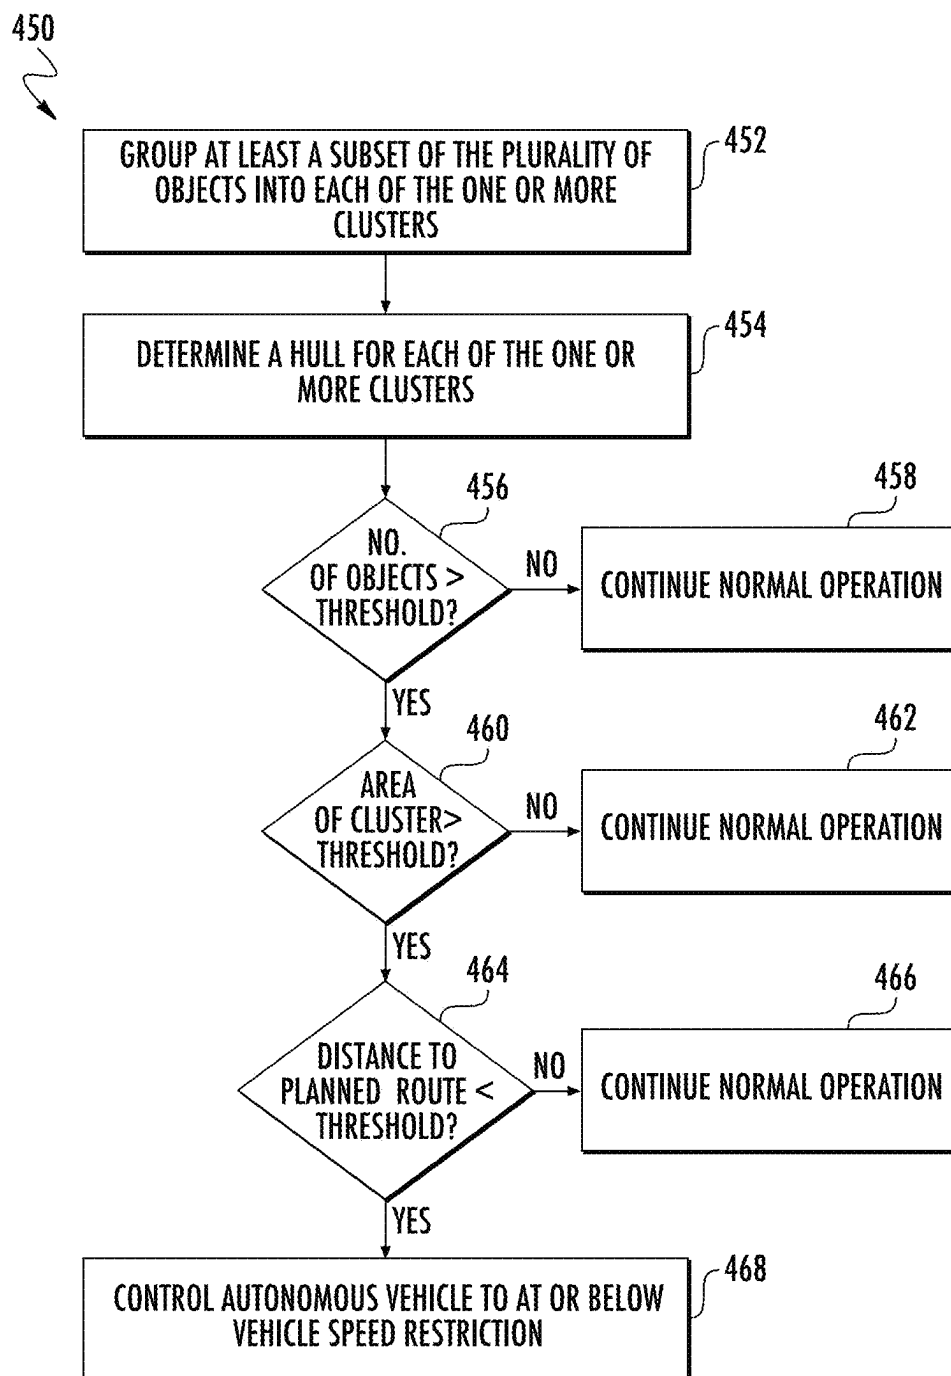 450
GROUP AT LEAST A SUBSET OF THE PLURALITY OF
OBJECTS INTO EACH OF THE ONE OR MORE
CLUSTERS
452
DETERMINE A HULL FOR EACH OF THE ONE OR
MORE CLUSTERS
454
NO.
OF OBJECTS >
THRESHOLD?
456
NO
458
CONTINUE NORMAL OPERATION
YES
AREA
OF CLUSTER>
THRESHOLD?
460
NO
462
CONTINUE NORMAL OPERATION
YES
DISTANCE TO
PLANNED ROUTE <
THRESHOLD?
464
NO
466
CONTINUE NORMAL OPERATION
YES
CONTROL AUTONOMOUS VEHICLE TO AT OR BELOW
VEHICLE SPEED RESTRICTION
468